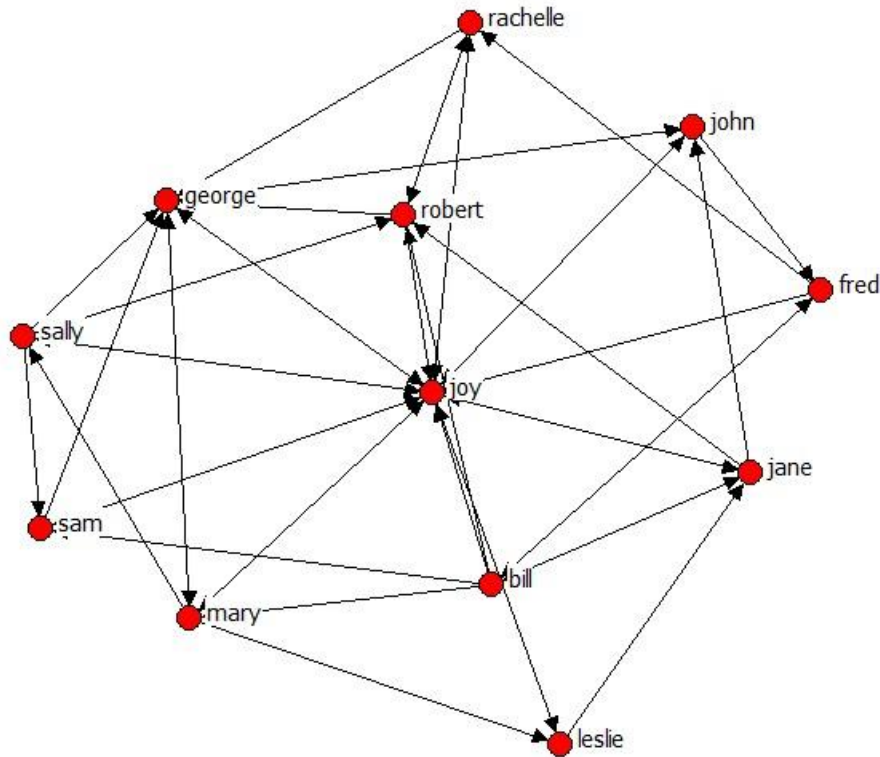 rachelle
john
george
robert
fred
sally
joy
jane
sam
bill
mary
leslie